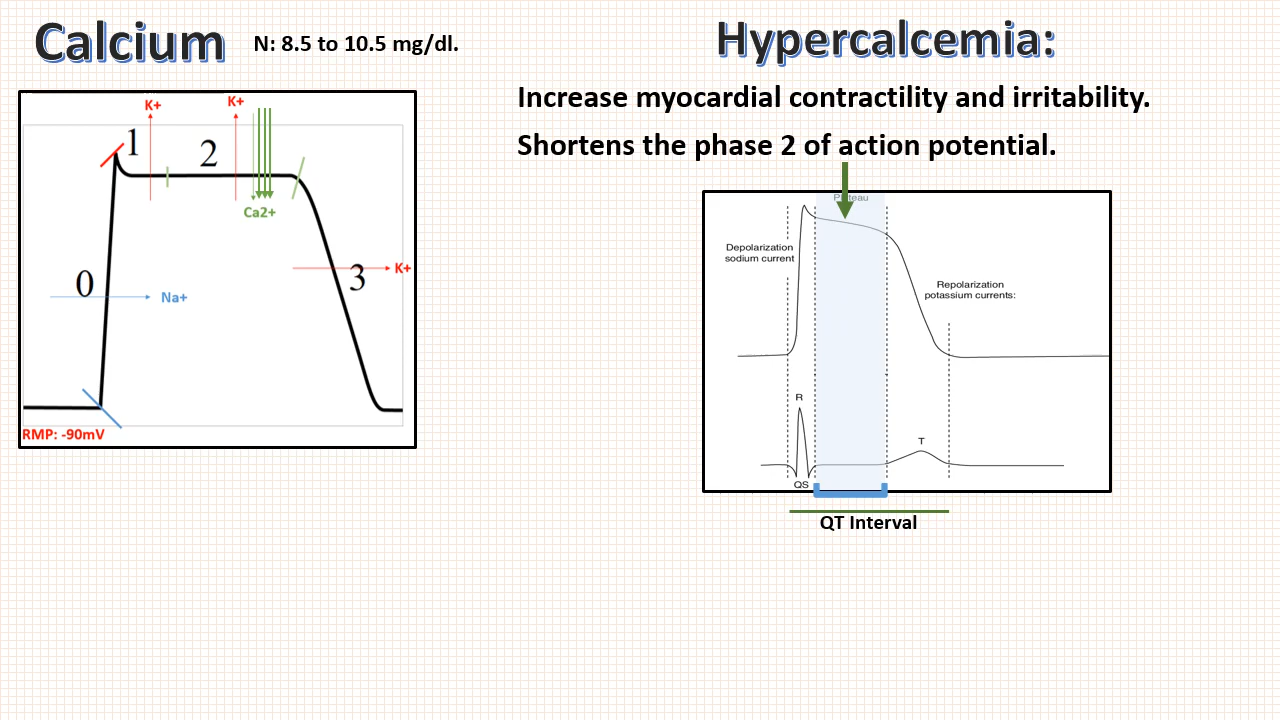 Calcium N: 8.5 to 10.5 mg/dl.
Hypercalcemia:
Increase myocardial contractility and irritability.
Shortens the phase 2 of action potential.
K+
K+
1
2
Ca2+
K+
3
0
Na+
RMP: -90mV
Depolarization
sodium current
Repolarization
potassium currents:
R
T
QS
QT Interval